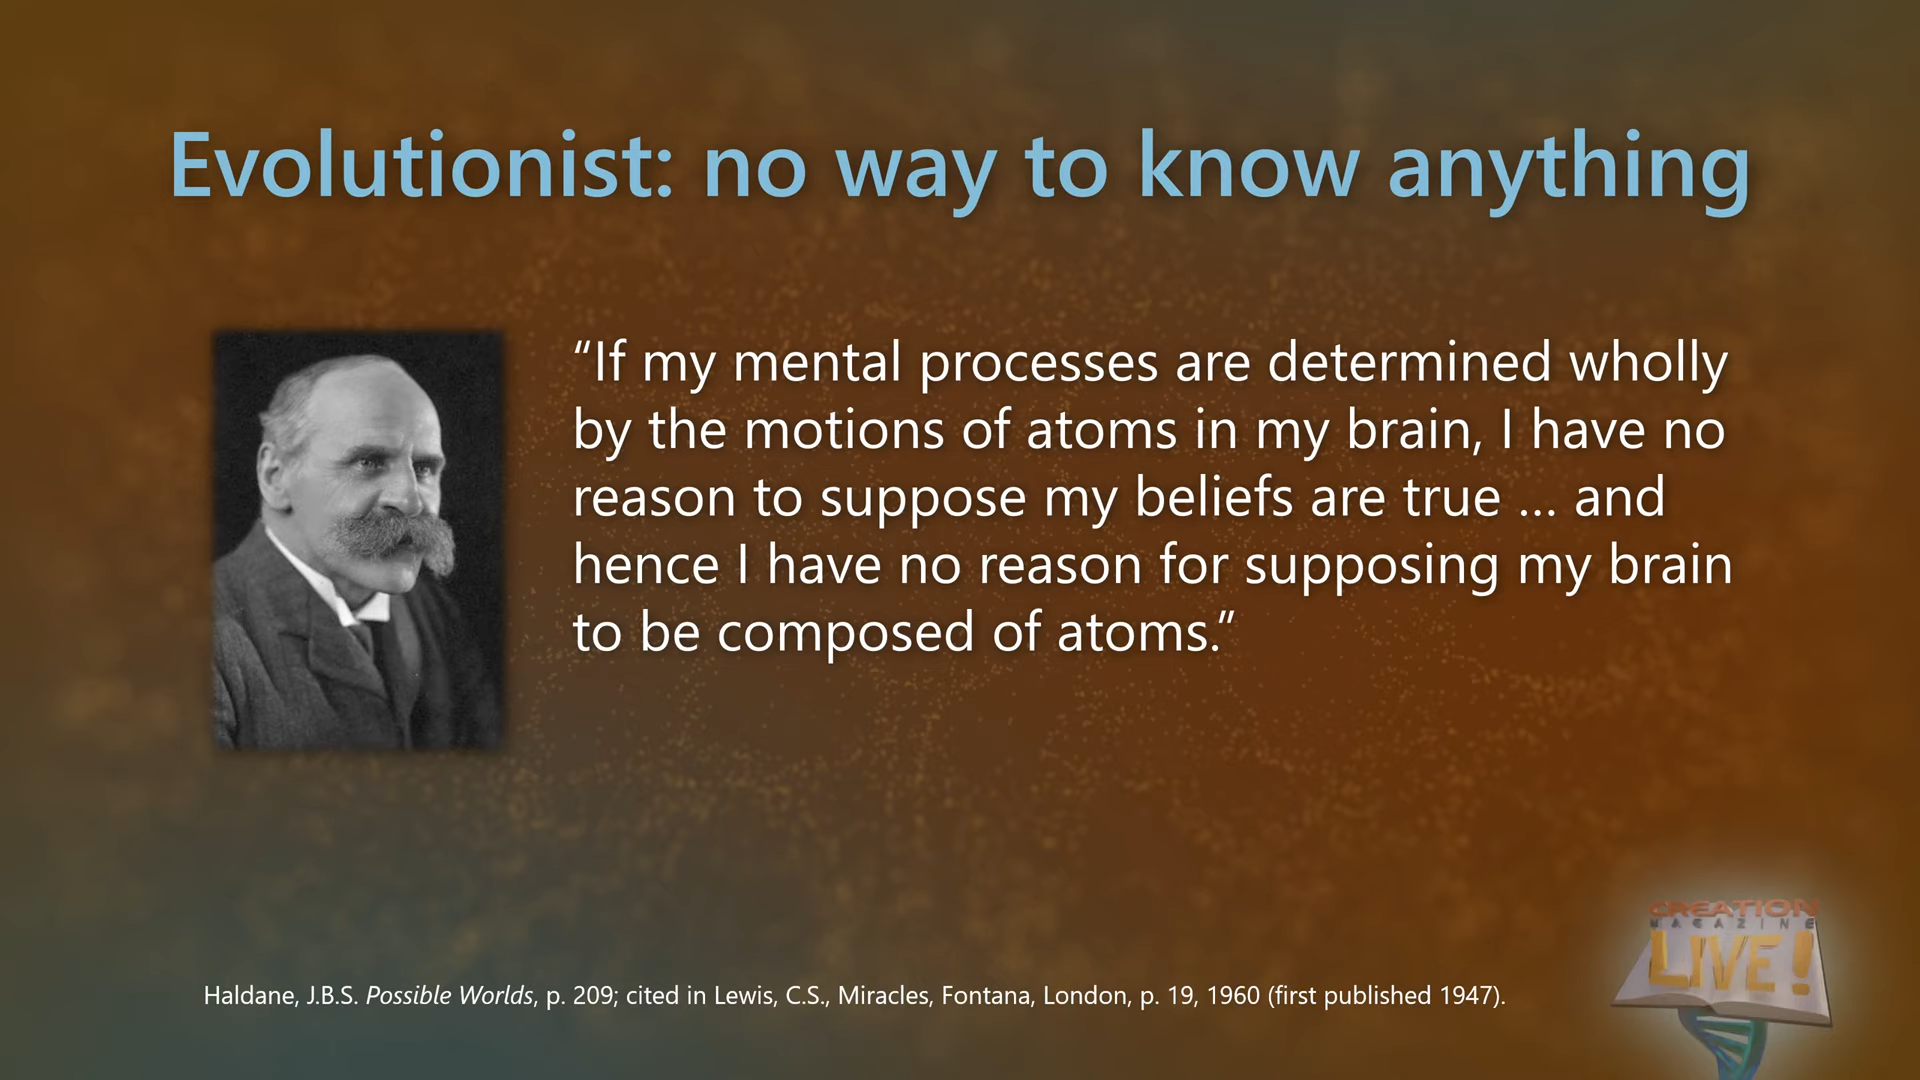 Evolutionist: no way to know anything
“If my mental processes are determined wholly
by the motions of atoms in my brain, I have no
reason to suppose my beliefs are true … and
hence I have no reason for supposing my brain
to be composed of atoms.”
Haldane, J.B.S. Possible Worlds, p. 209; cited in Lewis, C.S., Miracles, Fontana, London, p. 19, 1960 (first published 1947).
CREATION
MAGAZINE
LIVE!